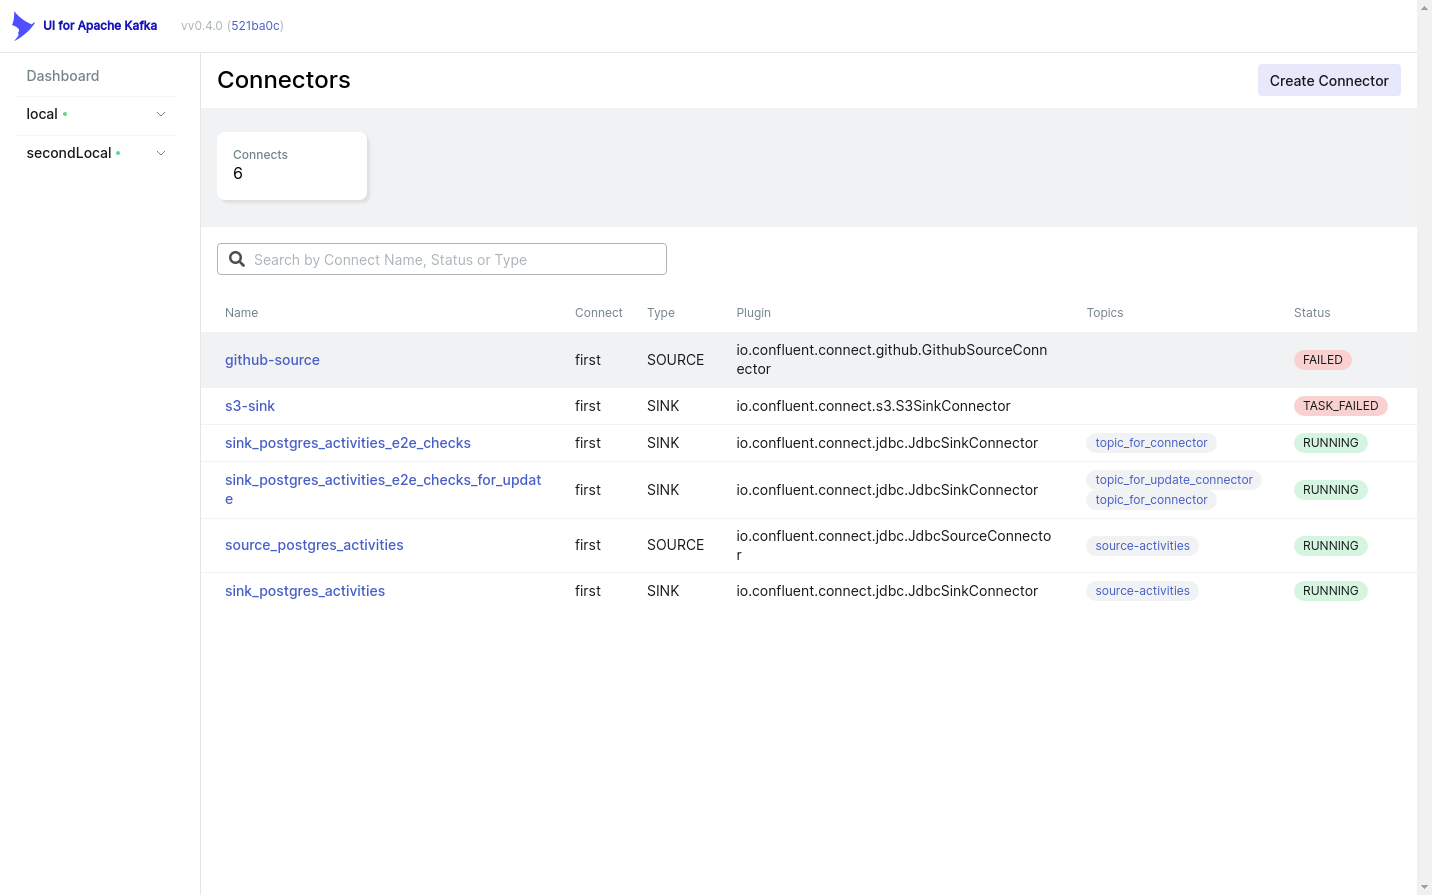 UI for Apache Kafka
vv0.4.0 (521ba0c)
Dashboard
local
secondLocal
Connectors
Create Connector
Connects
6
Search by Connect Name, Status or Type
Name Connect Type Plugin Topics Status
github-source first SOURCE io.confluent.connect.github.GithubSourceConn
ector FAILED
s3-sink first SINK io.confluent.connect.s3.S3SinkConnector TASK_FAILED
sink_postgres_activities_e2e_checks first SINK io.confluent.connect.jdbc.JdbcSinkConnector topic_for_connector RUNNING
sink_postgres_activities_e2e_checks_for_updat
e first SINK io.confluent.connect.jdbc.JdbcSinkConnector topic_for_update_connector
topic_for_connector RUNNING
source_postgres_activities first SOURCE io.confluent.connect.jdbc.JdbcSourceConnecto
r source-activities RUNNING
sink_postgres_activities first SINK io.confluent.connect.jdbc.JdbcSinkConnector source-activities RUNNING